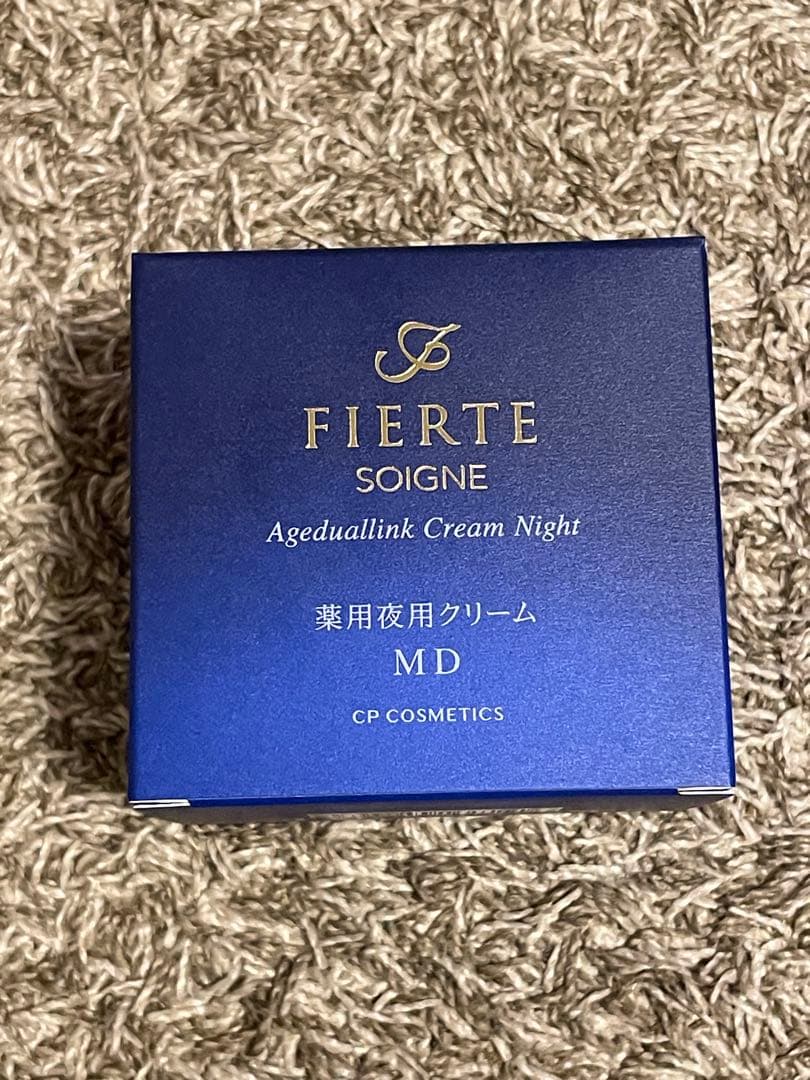 FIERTE
SOIGNE
Ageduallink Cream Night
薬用夜用クリーム
MD
CP COSMETICS